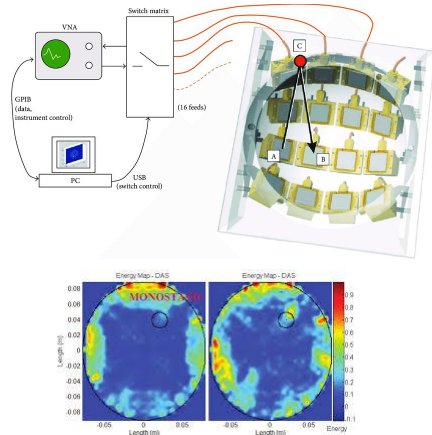 VNA
Switch matrix
GPIB
(data,
instrument control)
(16 feeds)
PC
USB
(switch control)
C
A
B
Energy Map - DAS
Energy Map - DAS
0.08
0.06
0.04
0.02
0
-0.02
-0.04
-0.06
-0.08
Length (m)
-0.05
0
0.05
Length (m)
-0.05
0
0.05
Length (m)
0.9
0.8
0.7
0.6
0.5
0.4
0.3
0.2
0.1
0
-0.1
Energy